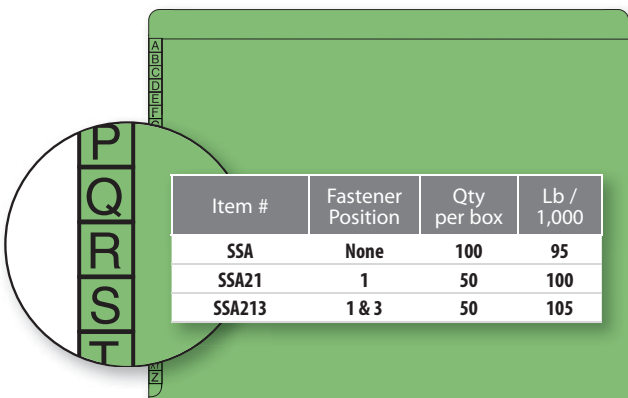 A
B
C
D
E
F
P
Q
R
S
T
Item # Fastener Position Qty per box Lb / 1,000
SSA None 100 95
SSA21 1 50 100
SSA213 1 & 3 50 105
Z